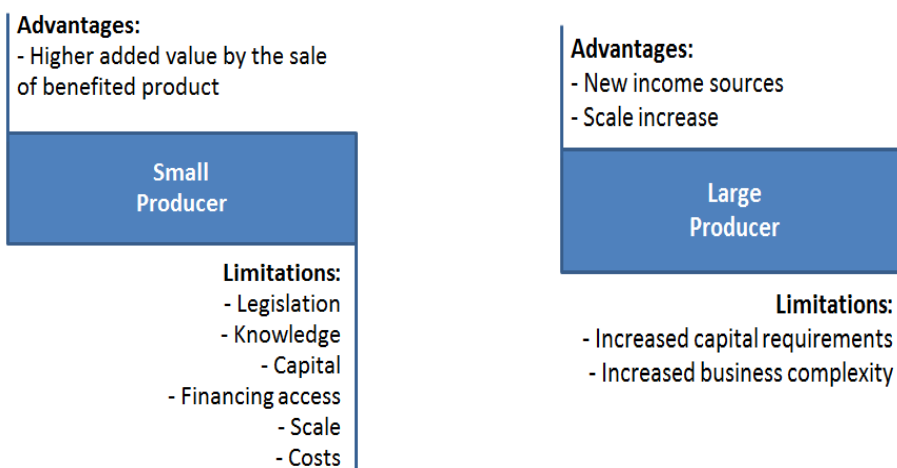 Advantages:
- Higher added value by the sale
of benefited product
Small
Producer
Limitations:
- Legislation
- Knowledge
- Capital
- Financing access
- Scale
- Costs
Advantages:
- New income sources
- Scale increase
Large
Producer
Limitations:
- Increased capital requirements
- Increased business complexity